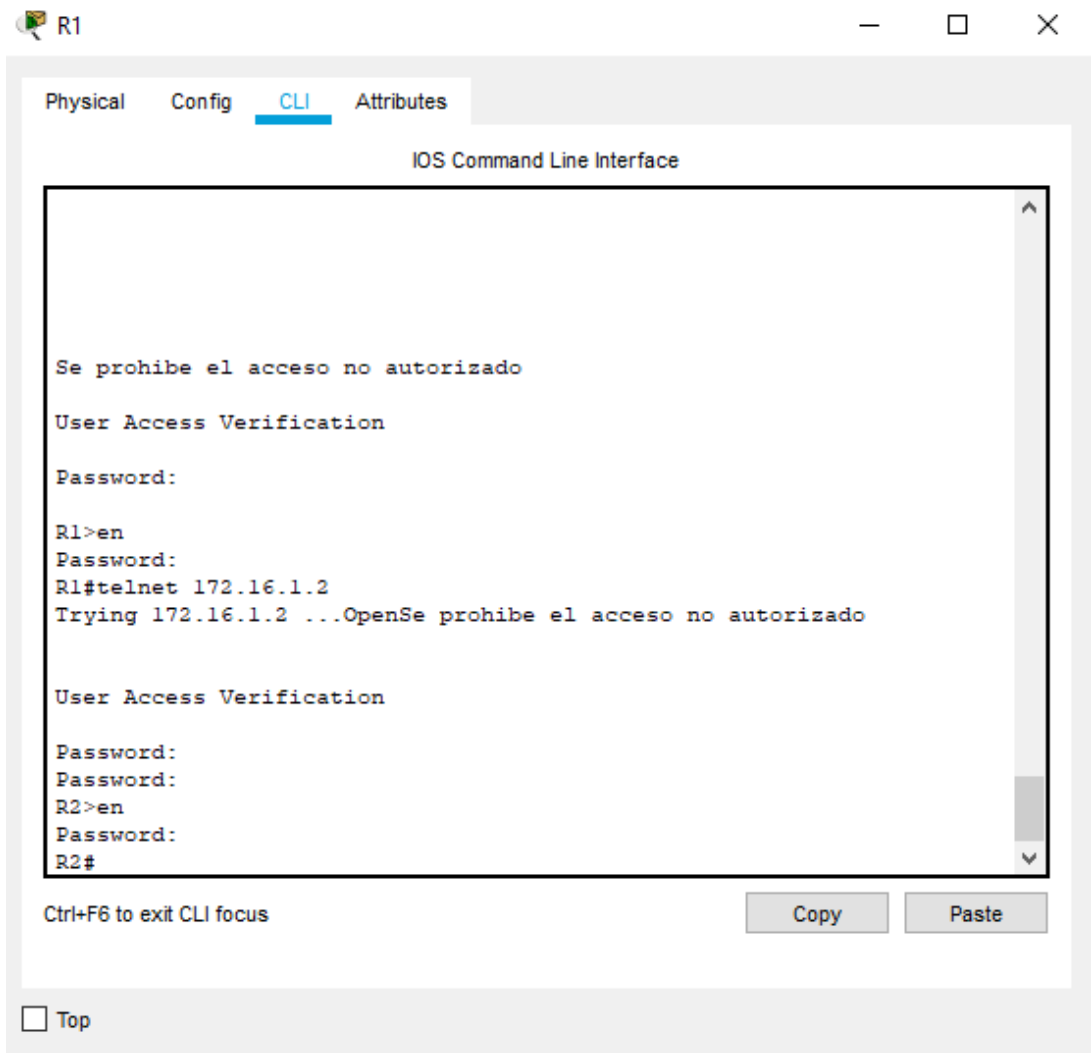 R1
Physical Config CLI Attributes
IOS Command Line Interface
Se prohibe el acceso no autorizado
User Access Verification
Password:
R1>en
Password:
R1#telnet 172.16.1.2
Trying 172.16.1.2 ...OpenSe prohibe el acceso no autorizado
User Access Verification
Password:
Password:
R2>en
Password:
R2#
Ctrl+F6 to exit CLI focus
Copy Paste
Top